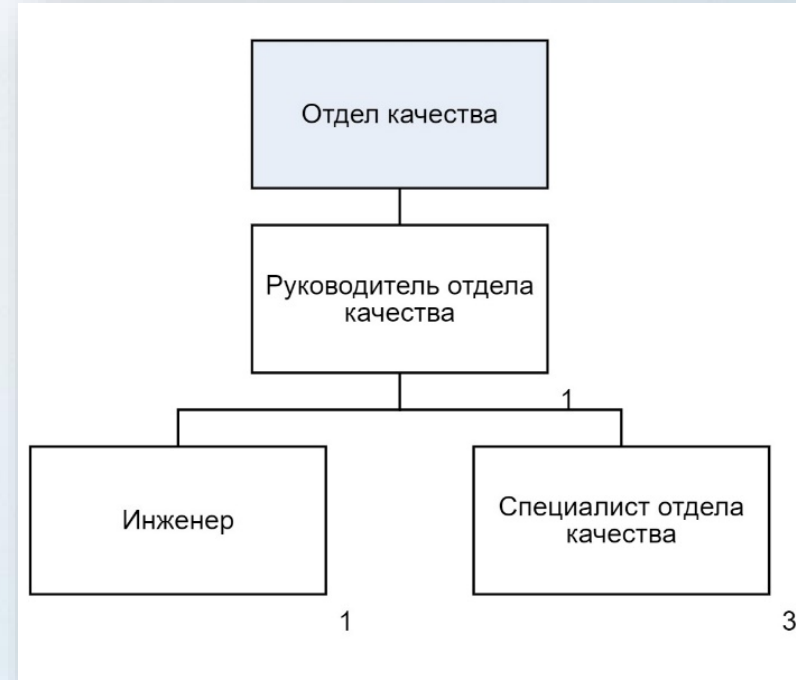 Отдел качества
Руководитель отдела
качества
1
Инженер
1
Специалист отдела
качества
3